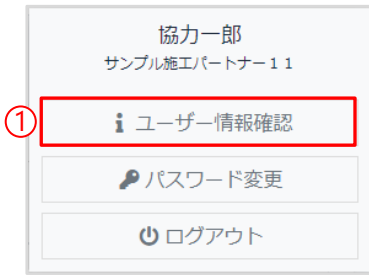 協力一郎
サンプル施工パートナー１１
① ユーザー情報確認
パスワード変更
ログアウト